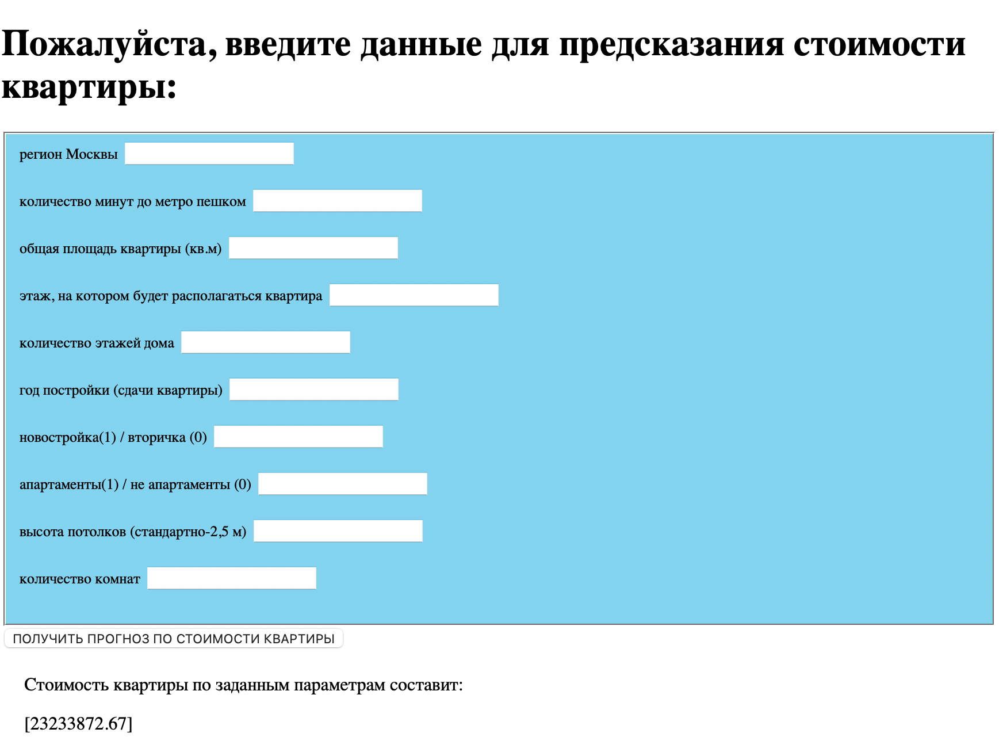 Пожалуйста, введите данные для предсказания стоимости
квартиры:
регион Москвы
количество минут до метро пешком
общая площадь квартиры (кв.м)
этаж, на котором будет располагаться квартира
количество этажей дома
год постройки (сдачи квартиры)
новостройка(1) / вторичка (0)
апартаменты(1) / не апартаменты (0)
высота потолков (стандартно-2,5 м)
количество комнат
ПОЛУЧИТЬ ПРОГНОЗ ПО СТОИМОСТИ КВАРТИРЫ
Стоимость квартиры по заданным параметрам составит:
[23233872.67]